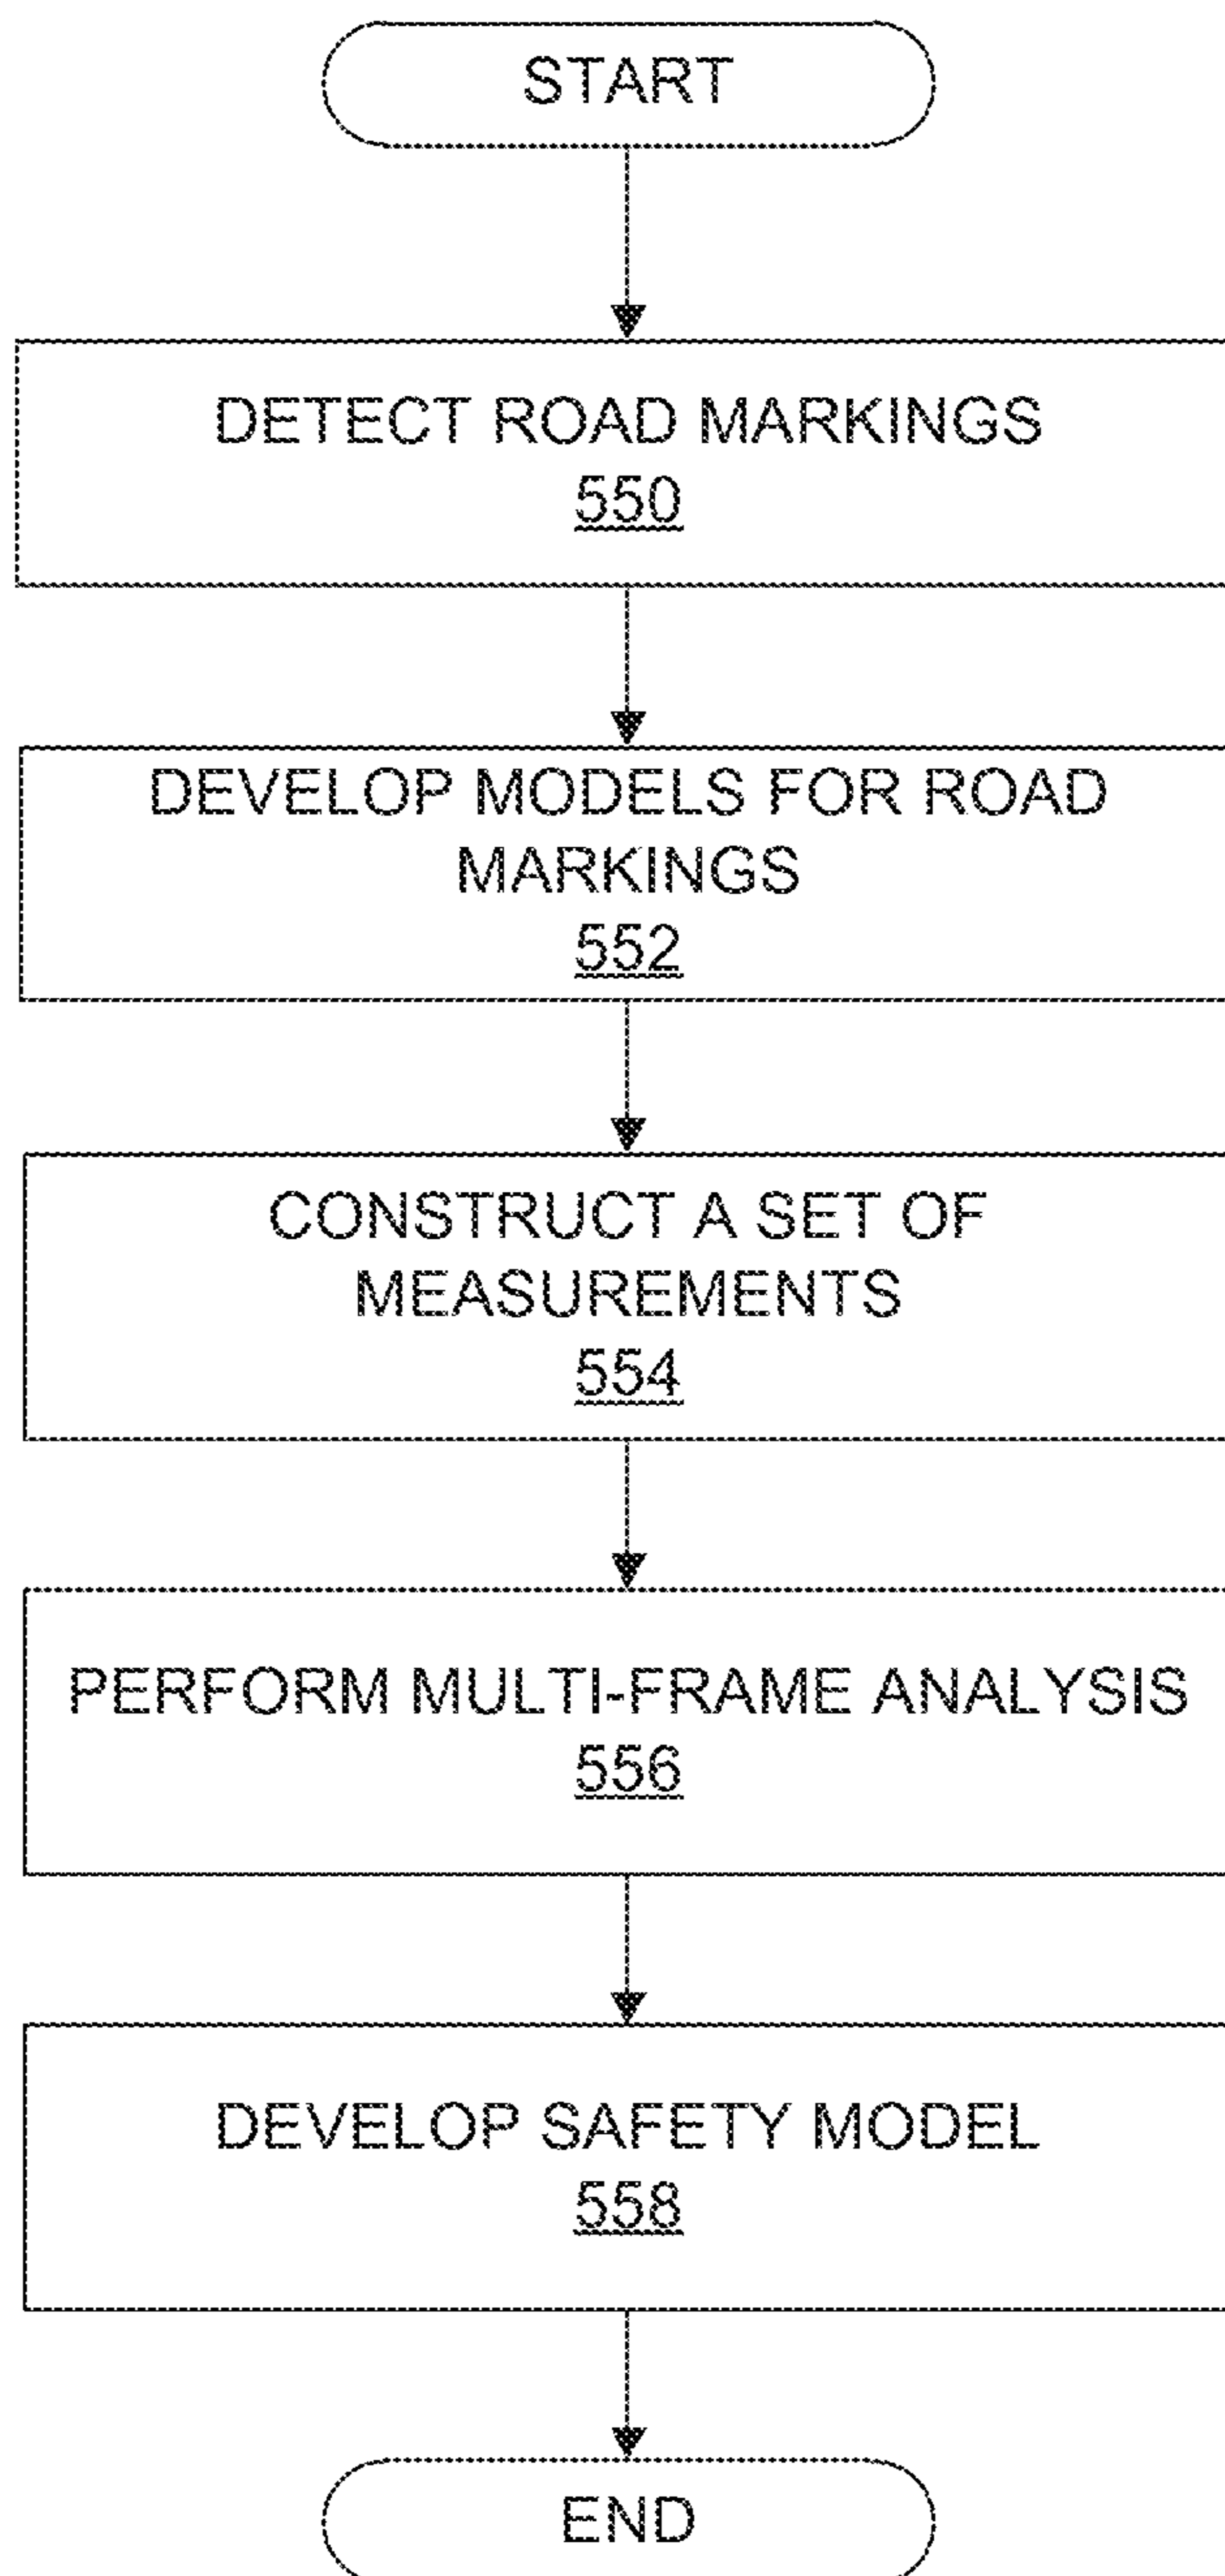 START
DETECT ROAD MARKINGS
550
DEVELOP MODELS FOR ROAD
MARKINGS
552
CONSTRUCT A SET OF
MEASUREMENTS
554
PERFORM MULTI-FRAME ANALYSIS
556
DEVELOP SAFETY MODEL
558
END